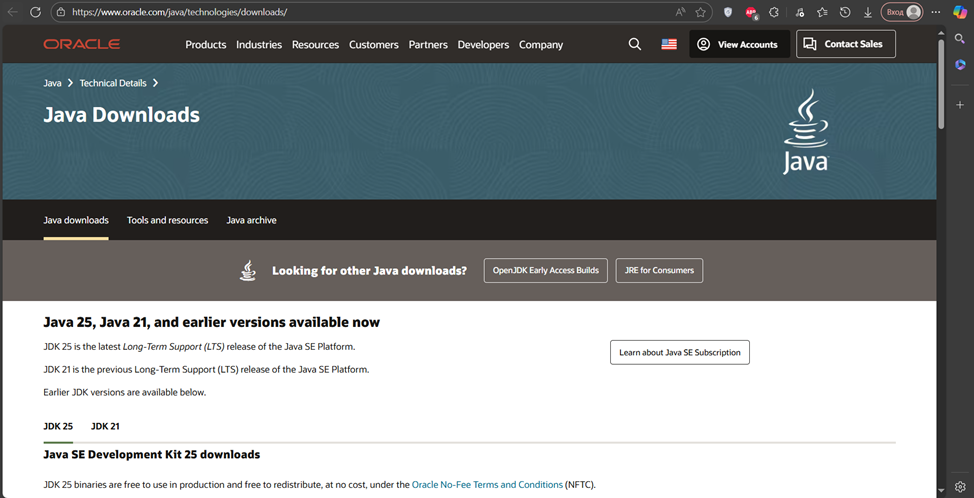 https://www.oracle.com/java/technologies/downloads/
ABP
6
Вход
ORACLE
Products Industries Resources Customers Partners Developers Company
View Accounts
Contact Sales
Java Technical Details
Java Downloads
Java
Java downloads Tools and resources Java archive
Looking for other Java downloads?
OpenJDK Early Access Builds
JRE for Consumers
Java 25, Java 21, and earlier versions available now
JDK 25 is the latest Long-Term Support (LTS) release of the Java SE Platform.
Learn about Java SE Subscription
JDK 21 is the previous Long-Term Support (LTS) release of the Java SE Platform.
Earlier JDK versions are available below.
JDK 25 JDK 21
Java SE Development Kit 25 downloads
JDK 25 binaries are free to use in production and free to redistribute, at no cost, under the Oracle No-Fee Terms and Conditions (NFTC).